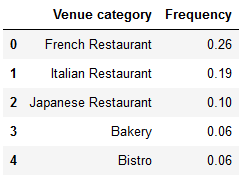 Venue category Frequency
0 French Restaurant 0.26
1 Italian Restaurant 0.19
2 Japanese Restaurant 0.10
3 Bakery 0.06
4 Bistro 0.06